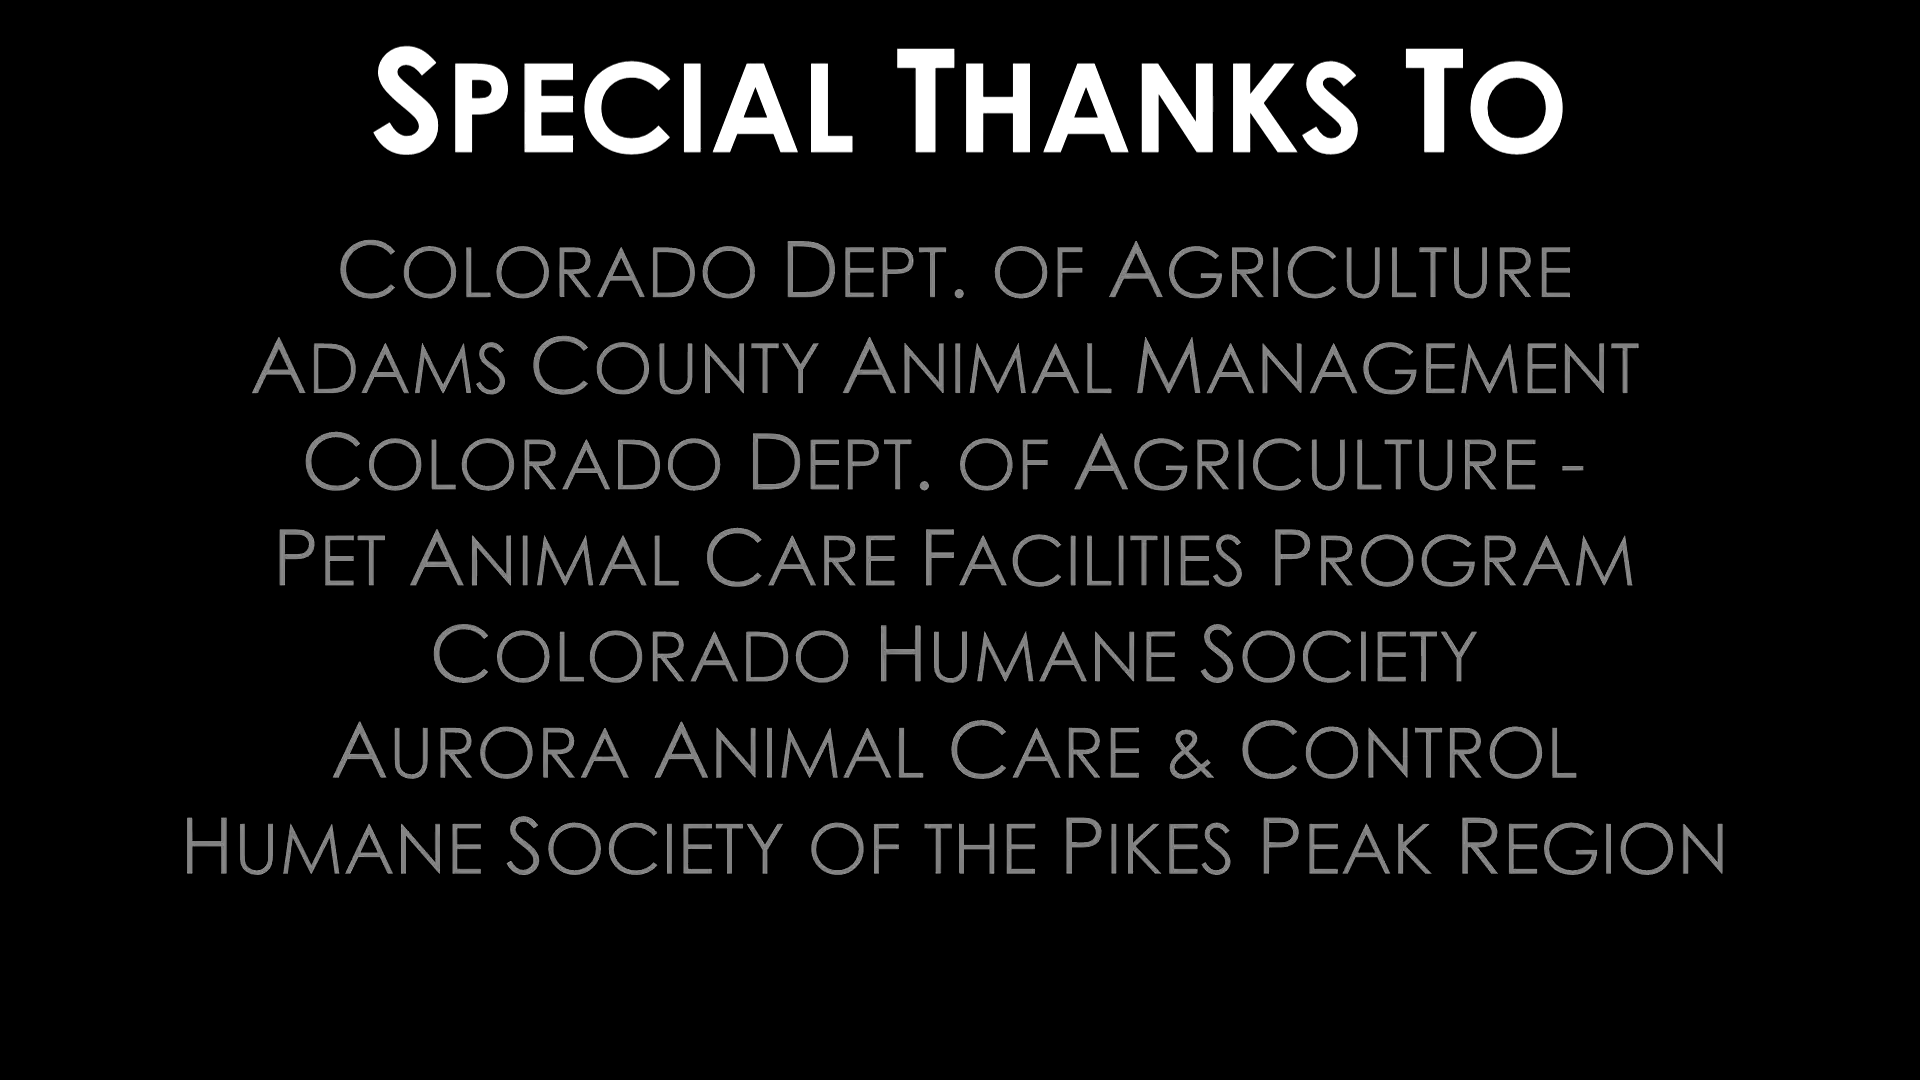 SPECIAL THANKS TO
COLORADO DEPT. OF AGRICULTURE
ADAMS COUNTY ANIMAL MANAGEMENT
COLORADO DEPT. OF AGRICULTURE -
PET ANIMAL CARE FACILITIES PROGRAM
COLORADO HUMANE SOCIETY
AURORA ANIMAL CARE & CONTROL
HUMANE SOCIETY OF THE PIKES PEAK REGION